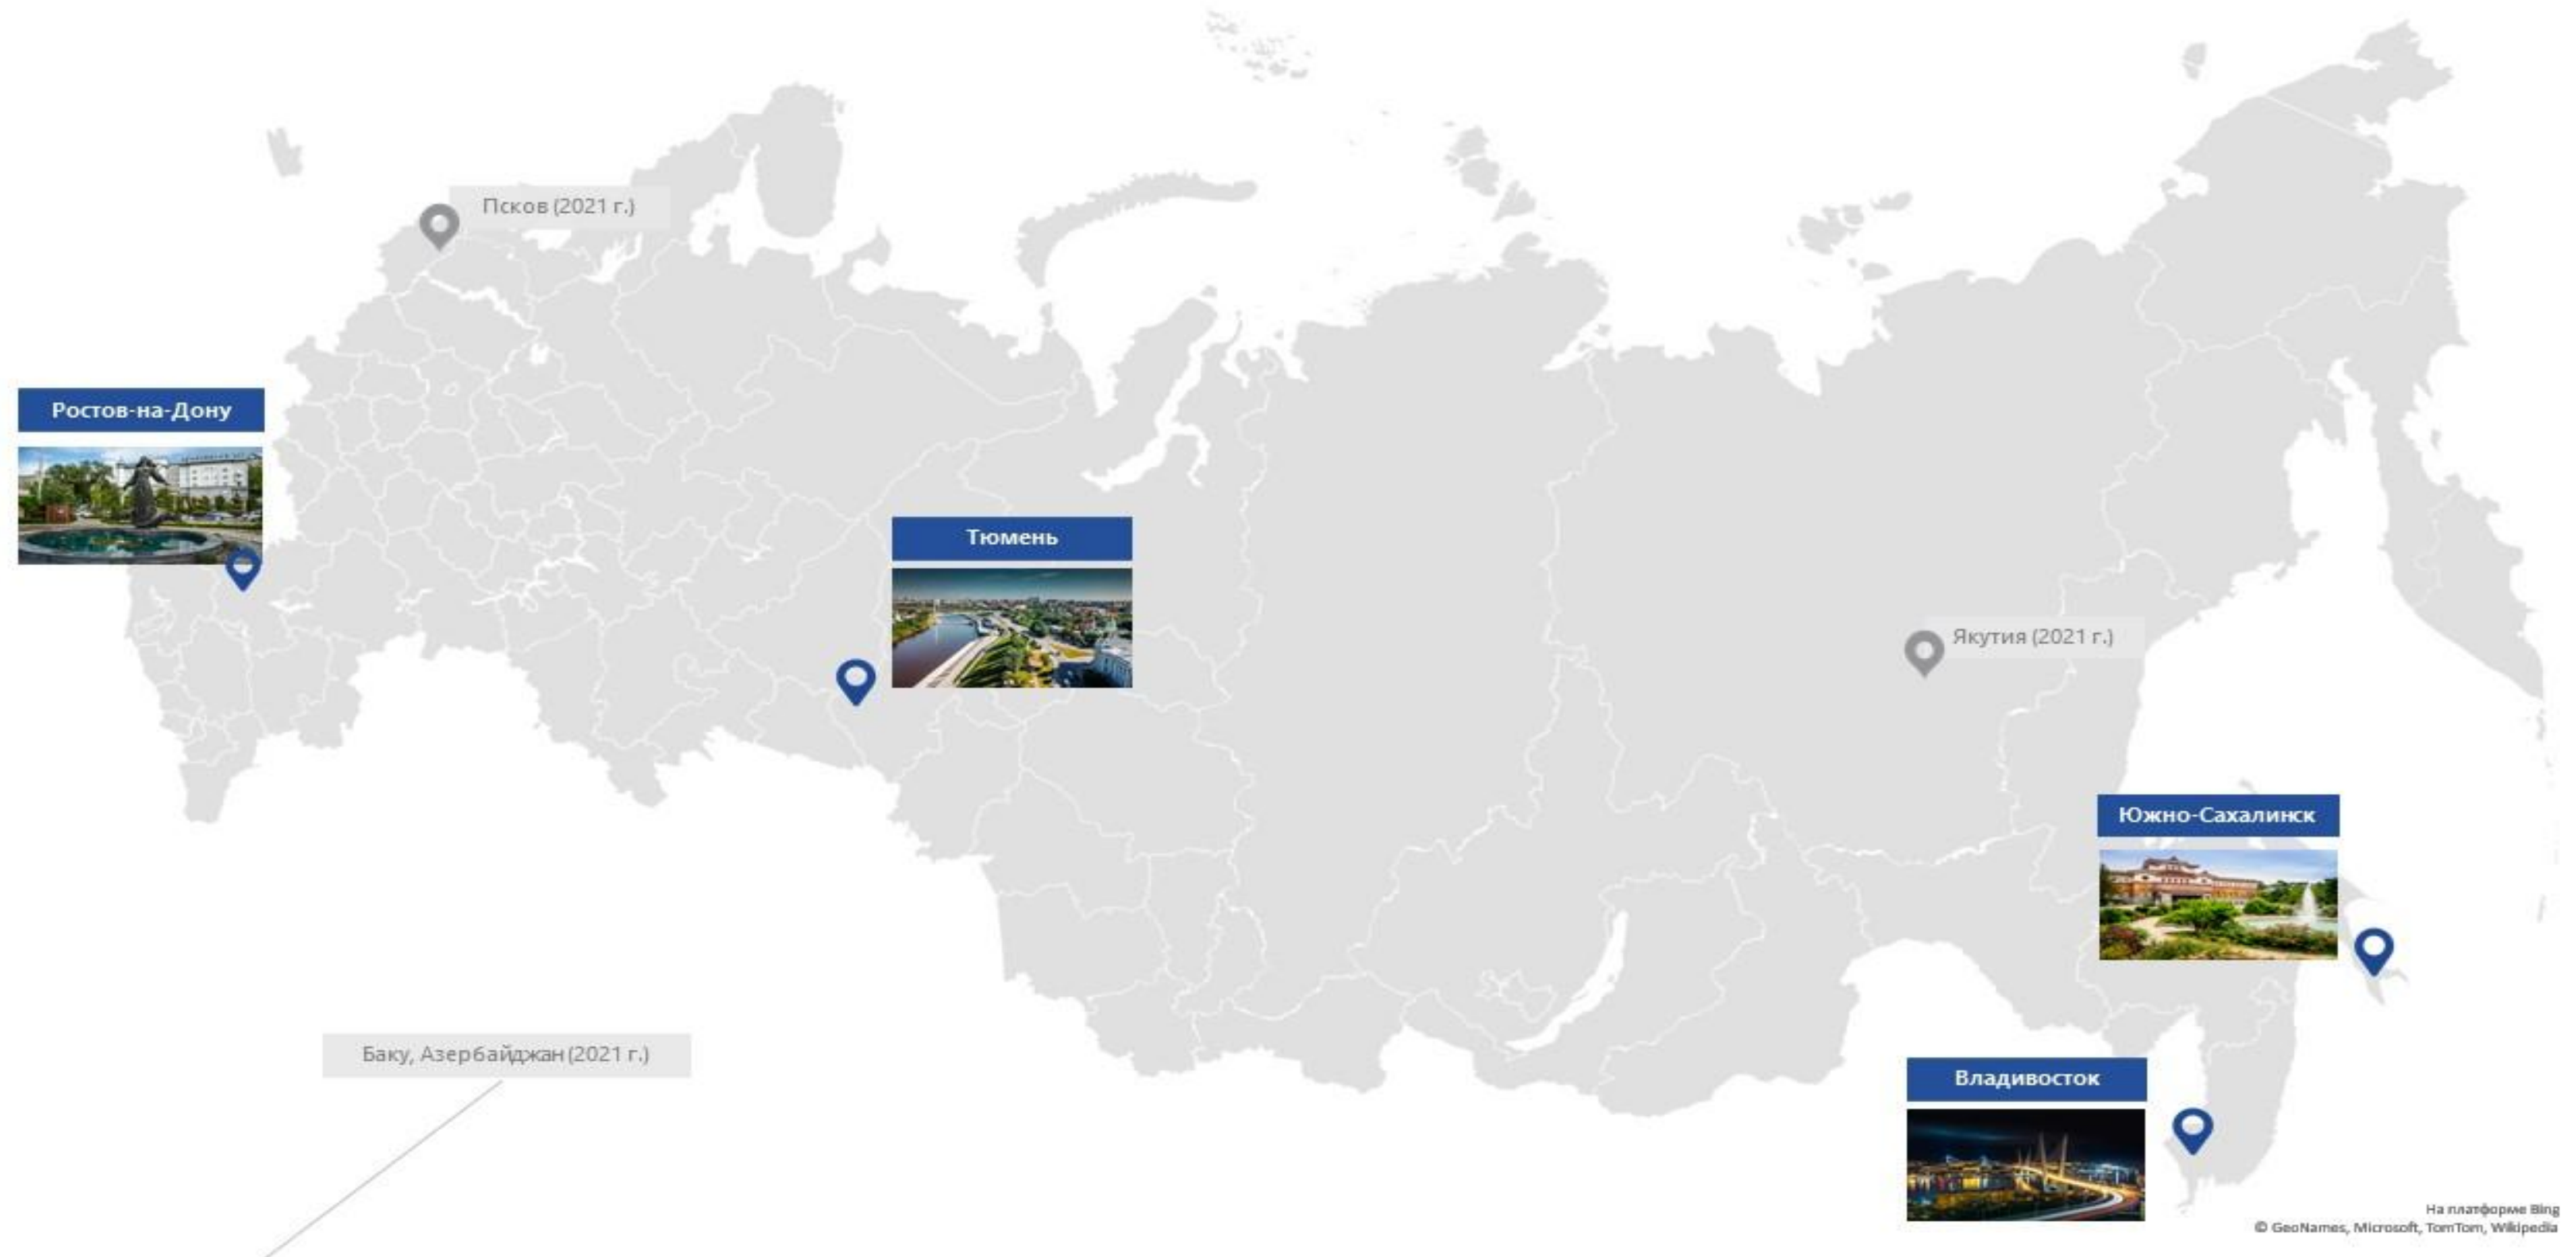 Псков (2021 г.)
Ростов-на-Дону
Тюмень
Якутия (2021 г.)
Южно-Сахалинск
Баку, Азербайджан (2021 г.)
Владивосток
На платформе Bing
© GeoNames, Microsoft, TomTom, Wikipedia